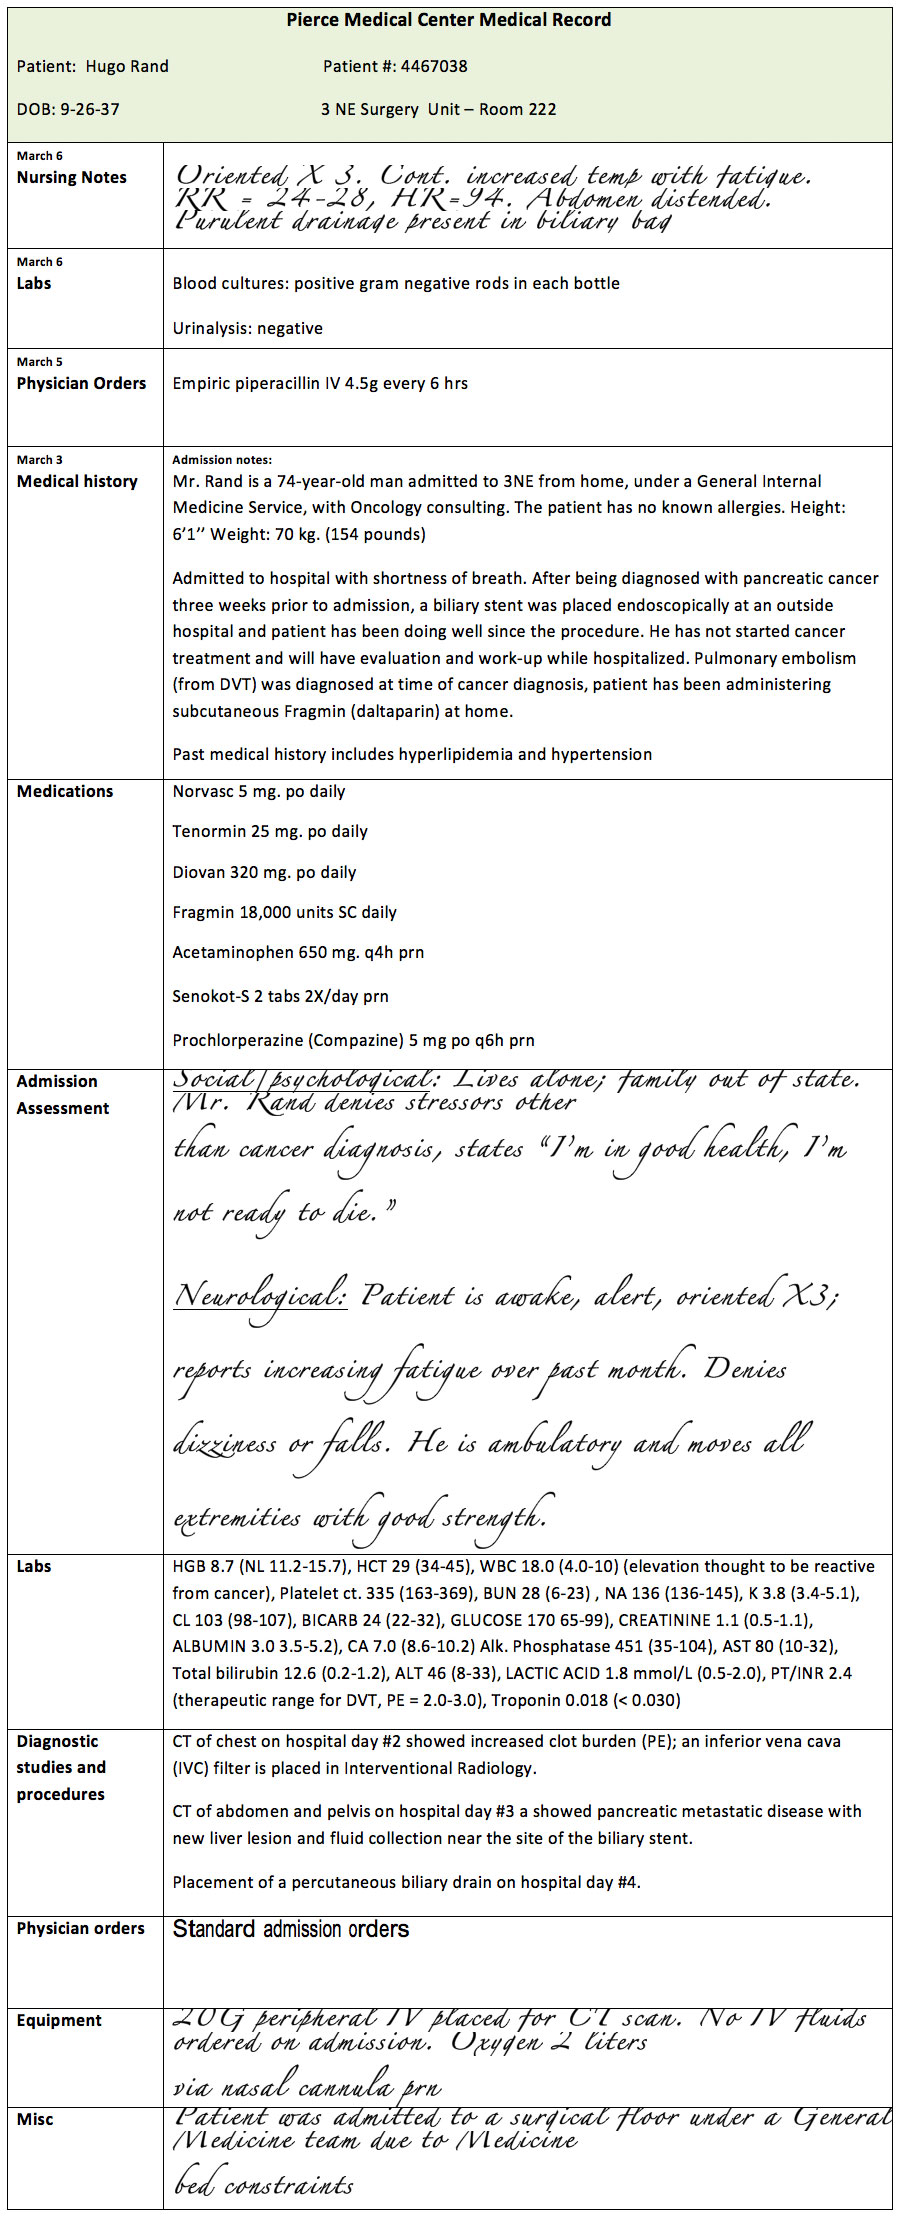 Pierce Medical Center Medical Record
Patient: Hugo Rand Patient #: 4467038
DOB: 9-26-37 3 NE Surgery Unit – Room 222
March 6
Nursing Notes
Oriented X 3. Cont. increased temp with fatigue.
RR = 24-28, HR=94. Abdomen distended.
Purulent drainage present in biliary bag
March 6
Labs
Blood cultures: positive gram negative rods in each bottle
Urinalysis: negative
March 5
Physician Orders
Empiric piperacillin IV 4.5g every 6 hrs
March 3
Medical history
Admission notes:
Mr. Rand is a 74-year-old man admitted to 3NE from home, under a General Internal
Medicine Service, with Oncology consulting. The patient has no known allergies. Height:
6’1’’ Weight: 70 kg. (154 pounds)
Admitted to hospital with shortness of breath. After being diagnosed with pancreatic cancer
three weeks prior to admission, a biliary stent was placed endoscopically at an outside
hospital and patient has been doing well since the procedure. He has not started cancer
treatment and will have evaluation and work-up while hospitalized. Pulmonary embolism
(from DVT) was diagnosed at time of cancer diagnosis, patient has been administering
subcutaneous Fragmin (daltaparin) at home.
Past medical history includes hyperlipidemia and hypertension
Medications
Norvasc 5 mg. po daily
Tenormin 25 mg. po daily
Diovan 320 mg. po daily
Fragmin 18,000 units SC daily
Acetaminophen 650 mg. q4h prn
Senokot-S 2 tabs 2X/day prn
Prochlorperazine (Compazine) 5 mg po q6h prn
Admission
Assessment
Social/psychological: Lives alone; family out of state.
Mr. Rand denies stressors other
than cancer diagnosis, states “I’m in good health, I’m
not ready to die.”
Neurological: Patient is awake, alert, oriented X3;
reports increasing fatigue over past month. Denies
dizziness or falls. He is ambulatory and moves all
extremities with good strength.
Labs
HGB 8.7 (NL 11.2-15.7), HCT 29 (34-45), WBC 18.0 (4.0-10) (elevation thought to be reactive
from cancer), Platelet ct. 335 (163-369), BUN 28 (6-23) , NA 136 (136-145), K 3.8 (3.4-5.1),
CL 103 (98-107), BICARB 24 (22-32), GLUCOSE 170 65-99), CREATININE 1.1 (0.5-1.1),
ALBUMIN 3.0 3.5-5.2), CA 7.0 (8.6-10.2) Alk. Phosphatase 451 (35-104), AST 80 (10-32),
Total bilirubin 12.6 (0.2-1.2), ALT 46 (8-33), LACTIC ACID 1.8 mmol/L (0.5-2.0), PT/INR 2.4
(therapeutic range for DVT, PE = 2.0-3.0), Troponin 0.018 (< 0.030)
Diagnostic
studies and
procedures
CT of chest on hospital day #2 showed increased clot burden (PE); an inferior vena cava
(IVC) filter is placed in Interventional Radiology.
CT of abdomen and pelvis on hospital day #3 a showed pancreatic metastatic disease with
new liver lesion and fluid collection near the site of the biliary stent.
Placement of a percutaneous biliary drain on hospital day #4.
Physician orders
Standard admission orders
Equipment
20G peripheral IV placed for CT scan. No IV fluids
ordered on admission. Oxygen 2 liters
via nasal cannula prn
Misc
Patient was admitted to a surgical floor under a General
Medicine team due to Medicine
bed constraints